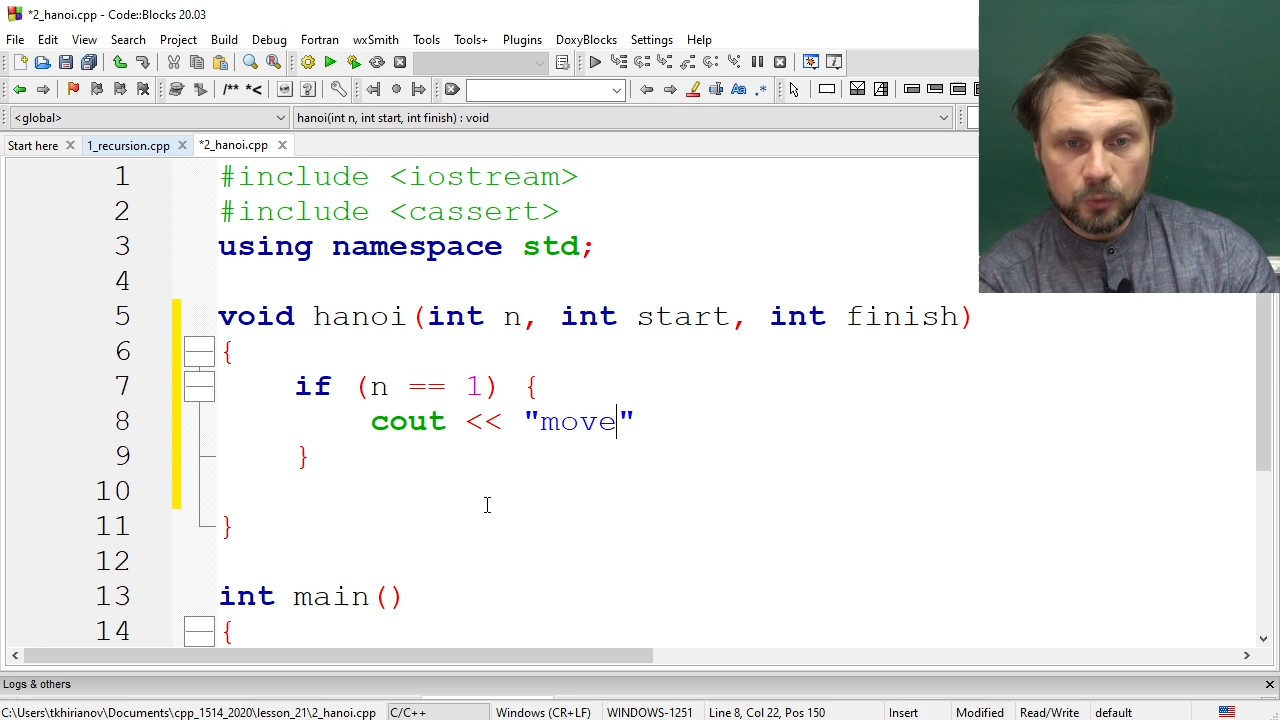 *2_hanoi.cpp - Code::Blocks 20.03
File Edit View Search Project Build Debug Fortran wxSmith Tools Tools+ Plugins DoxyBlocks Settings Help
/** *<
Aa .*
<global> hanoi(int n, int start, int finish) : void
Start here 1_recursion.cpp *2_hanoi.cpp
1 #include <iostream>
2 #include <cassert>
3 using namespace std;
4
5 void hanoi(int n, int start, int finish)
6 {
7 if (n == 1) {
8 cout << "move"
9 }
10
11 }
12
13 int main()
14 {
Logs & others
C:\Users\tkhirianov\Documents\cpp_1514_2020\lesson_21\2_hanoi.cpp C/C++ Windows (CR+LF) WINDOWS-1251 Line 8, Col 22, Pos 150 Insert Modified Read/Write default